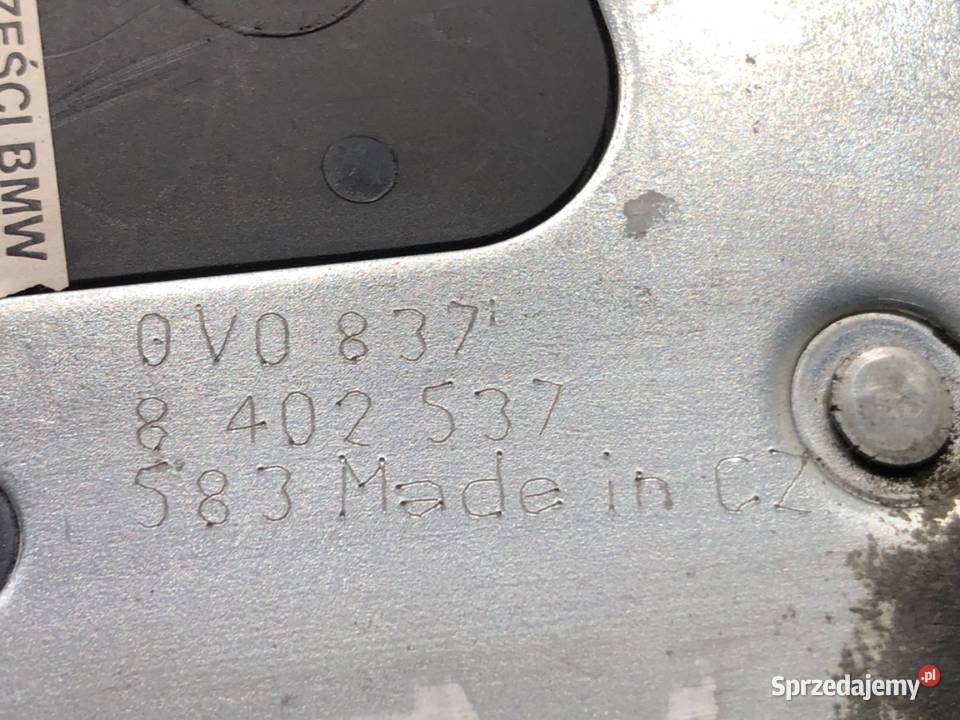 ZĘŚCI BMW
0V0 837
8 402 537
583 Made in CZ
Sprzedajemy.pl